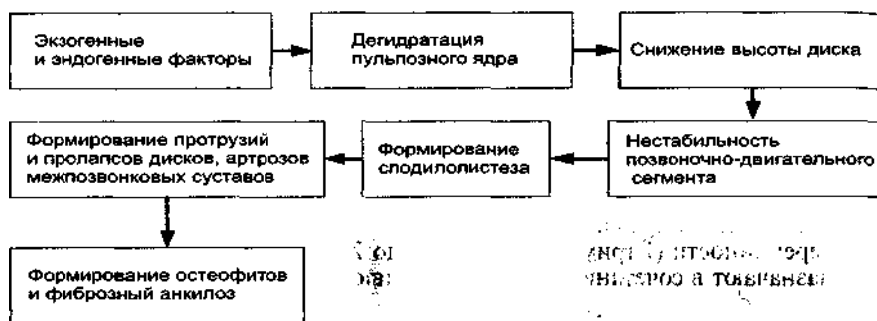 Экзогенные
и эндогенные факторы
Дегидратация
пульпозного ядра
Снижение высоты диска
Нестабильность
позвоночно-двигательного
сегмента
Формирование
слодилолистеза
Формирование протрузий
и пролапсов дисков, артрозов
межпозвонковых суставов
Формирование остеофитов
и фиброзный анкилоз